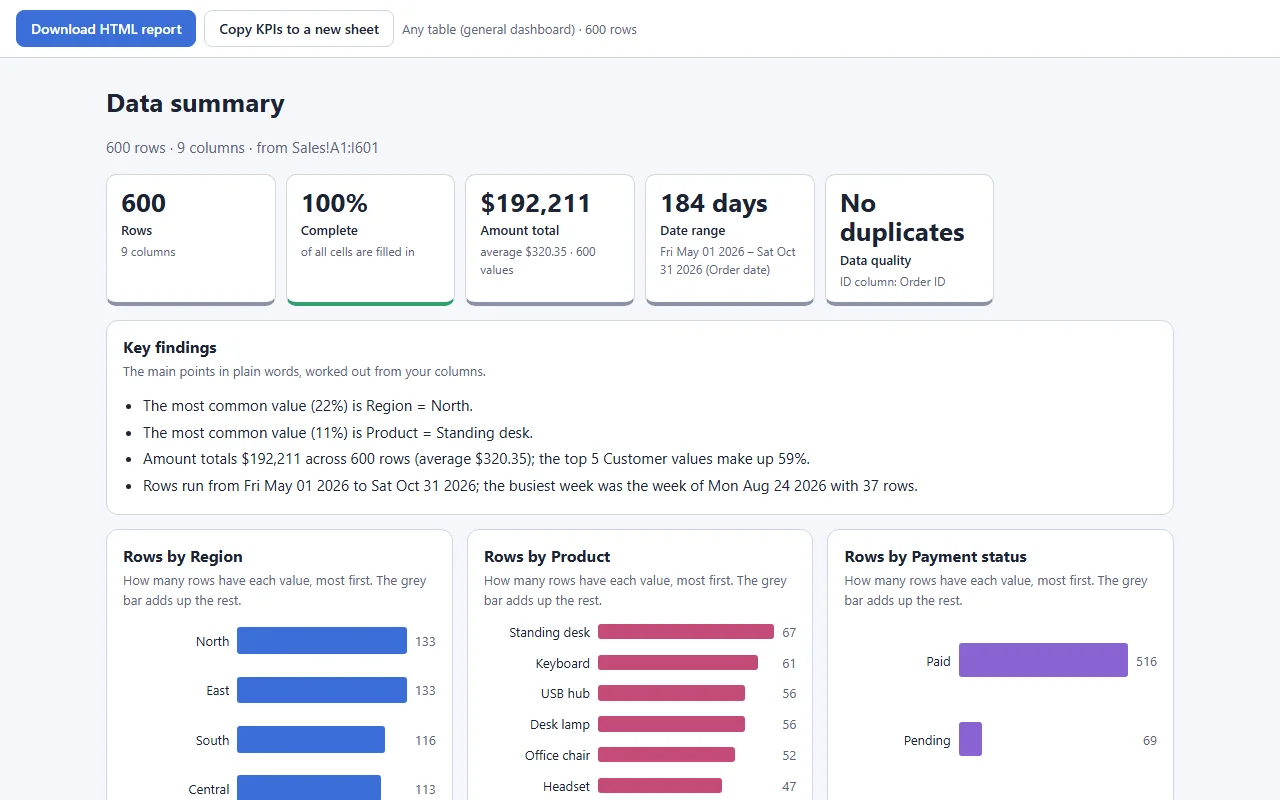 Download HTML report
Copy KPIs to a new sheet
Any table (general dashboard) · 600 rows
Data summary
600 rows · 9 columns · from Sales!A1:I601
600
Rows
9 columns
100%
Complete
of all cells are filled in
$192,211
Amount total
average $320.35 · 600
values
184 days
Date range
Fri May 01 2026 – Sat Oct
31 2026 (Order date)
No
duplicates
Data quality
ID column: Order ID
Key findings
The main points in plain words, worked out from your columns.
• The most common value (22%) is Region = North.
• The most common value (11%) is Product = Standing desk.
• Amount totals $192,211 across 600 rows (average $320.35); the top 5 Customer values make up 59%.
• Rows run from Fri May 01 2026 to Sat Oct 31 2026; the busiest week was the week of Mon Aug 24 2026 with 37 rows.
Rows by Region
How many rows have each value, most first. The grey
bar adds up the rest.
North 133
East 133
South 116
Central 113
Rows by Product
How many rows have each value, most first. The grey
bar adds up the rest.
Standing desk 67
Keyboard 61
USB hub 56
Desk lamp 56
Office chair 52
Headset 47
Rows by Payment status
How many rows have each value, most first. The grey
bar adds up the rest.
Paid 516
Pending 69